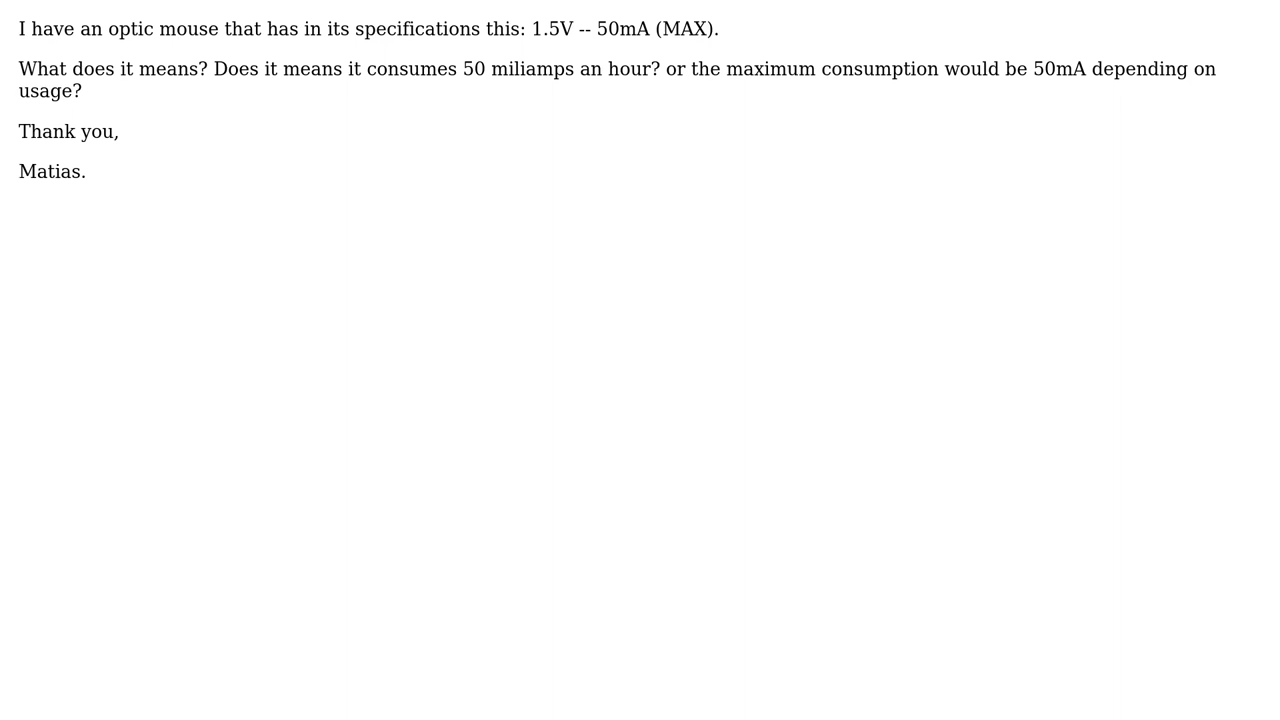 I have an optic mouse that has in its specifications this: 1.5V -- 50mA (MAX).
What does it means? Does it means it consumes 50 miliamps an hour? or the maximum consumption would be 50mA depending on
usage?
Thank you,
Matias.